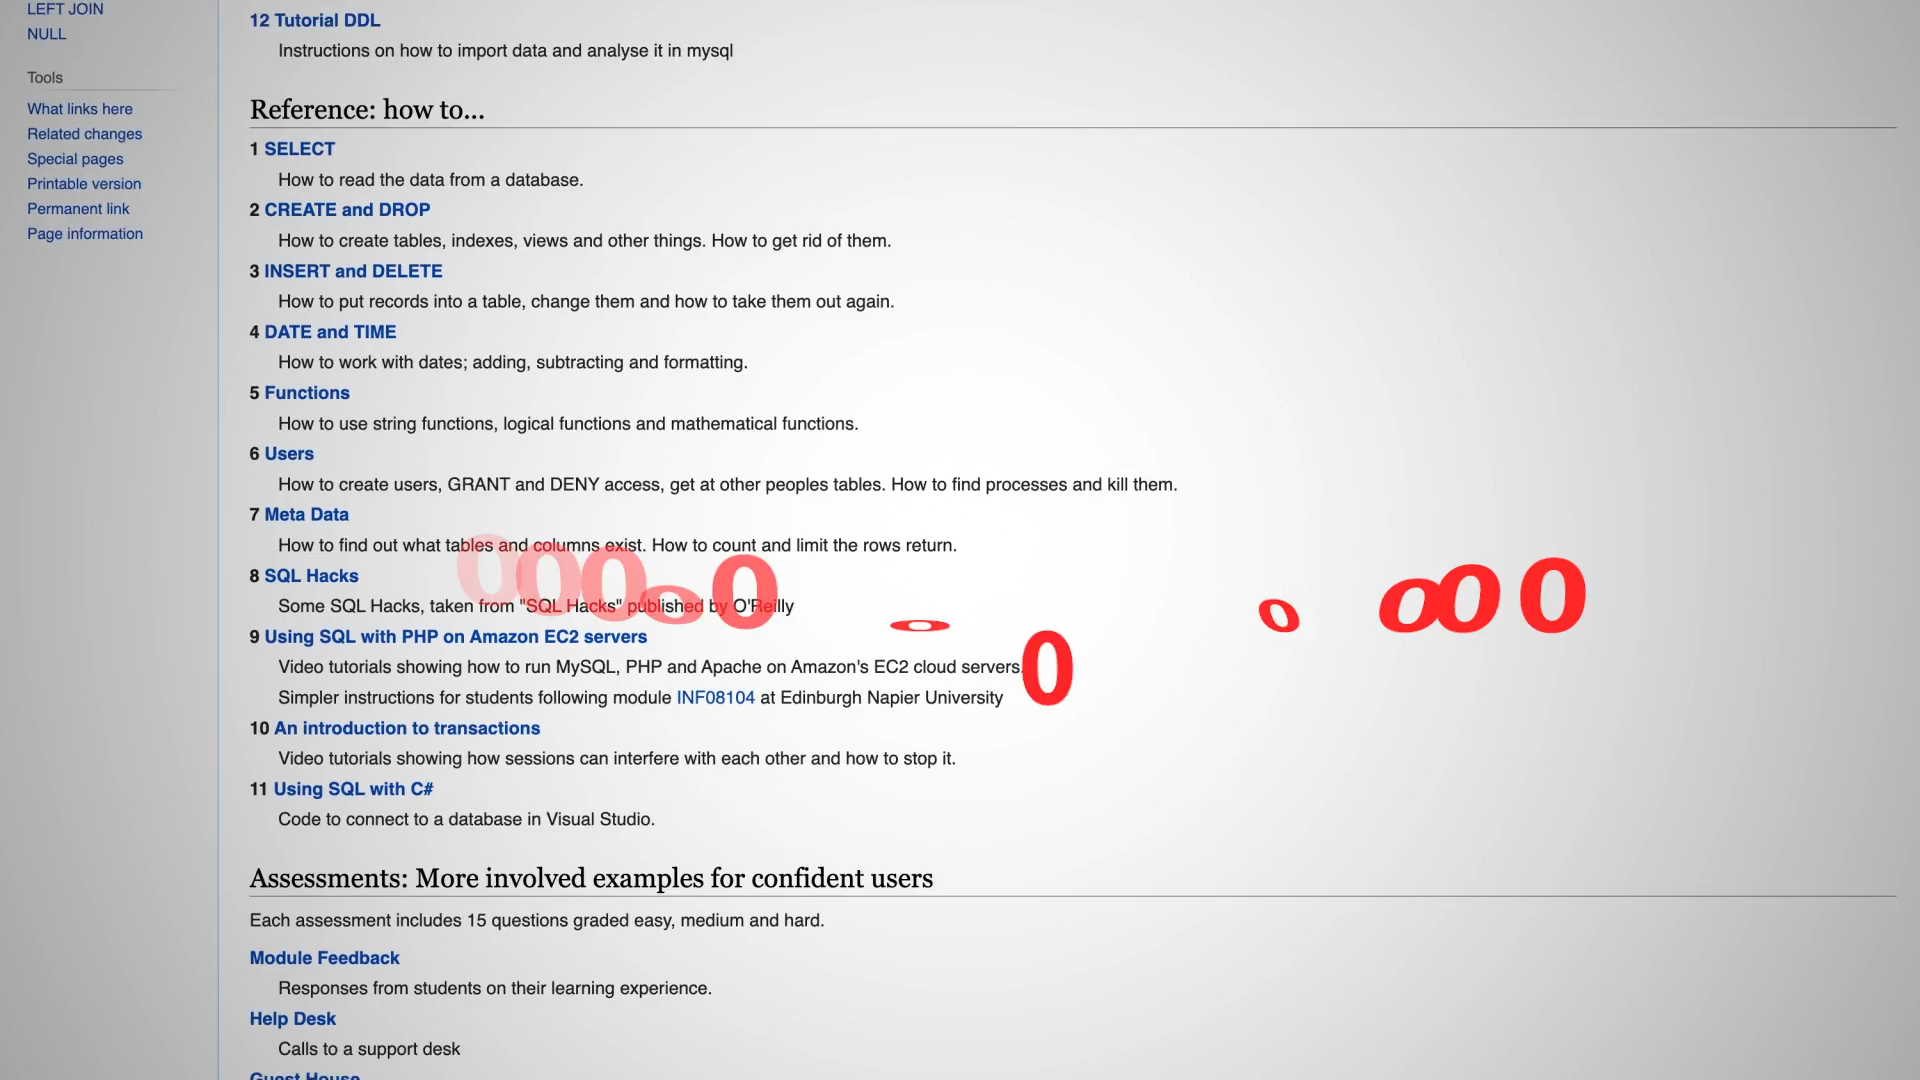 LEFT JOIN
NULL
Tools
What links here
Related changes
Special pages
Printable version
Permanent link
Page information
12 Tutorial DDL
Instructions on how to import data and analyse it in mysql
Reference: how to...
1 SELECT
How to read the data from a database.
2 CREATE and DROP
How to create tables, indexes, views and other things. How to get rid of them.
3 INSERT and DELETE
How to put records into a table, change them and how to take them out again.
4 DATE and TIME
How to work with dates; adding, subtracting and formatting.
5 Functions
How to use string functions, logical functions and mathematical functions.
6 Users
How to create users, GRANT and DENY access, get at other peoples tables. How to find processes and kill them.
7 Meta Data
How to find out what tables and columns exist. How to count and limit the rows return.
8 SQL Hacks
Some SQL Hacks, taken from "SQL Hacks" published by O'Reilly
0 0 0 0 0 0 0 0 0 0 0
9 Using SQL with PHP on Amazon EC2 servers
Video tutorials showing how to run MySQL, PHP and Apache on Amazon's EC2 cloud servers.
Simpler instructions for students following module INF08104 at Edinburgh Napier University
10 An introduction to transactions
Video tutorials showing how sessions can interfere with each other and how to stop it.
11 Using SQL with C#
Code to connect to a database in Visual Studio.
Assessments: More involved examples for confident users
Each assessment includes 15 questions graded easy, medium and hard.
Module Feedback
Responses from students on their learning experience.
Help Desk
Calls to a support desk
Guest House